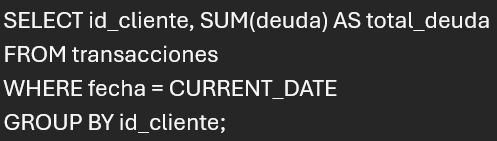 SELECT id_cliente, SUM(deuda) AS total_deuda
FROM transacciones
WHERE fecha = CURRENT_DATE
GROUP BY id_cliente;